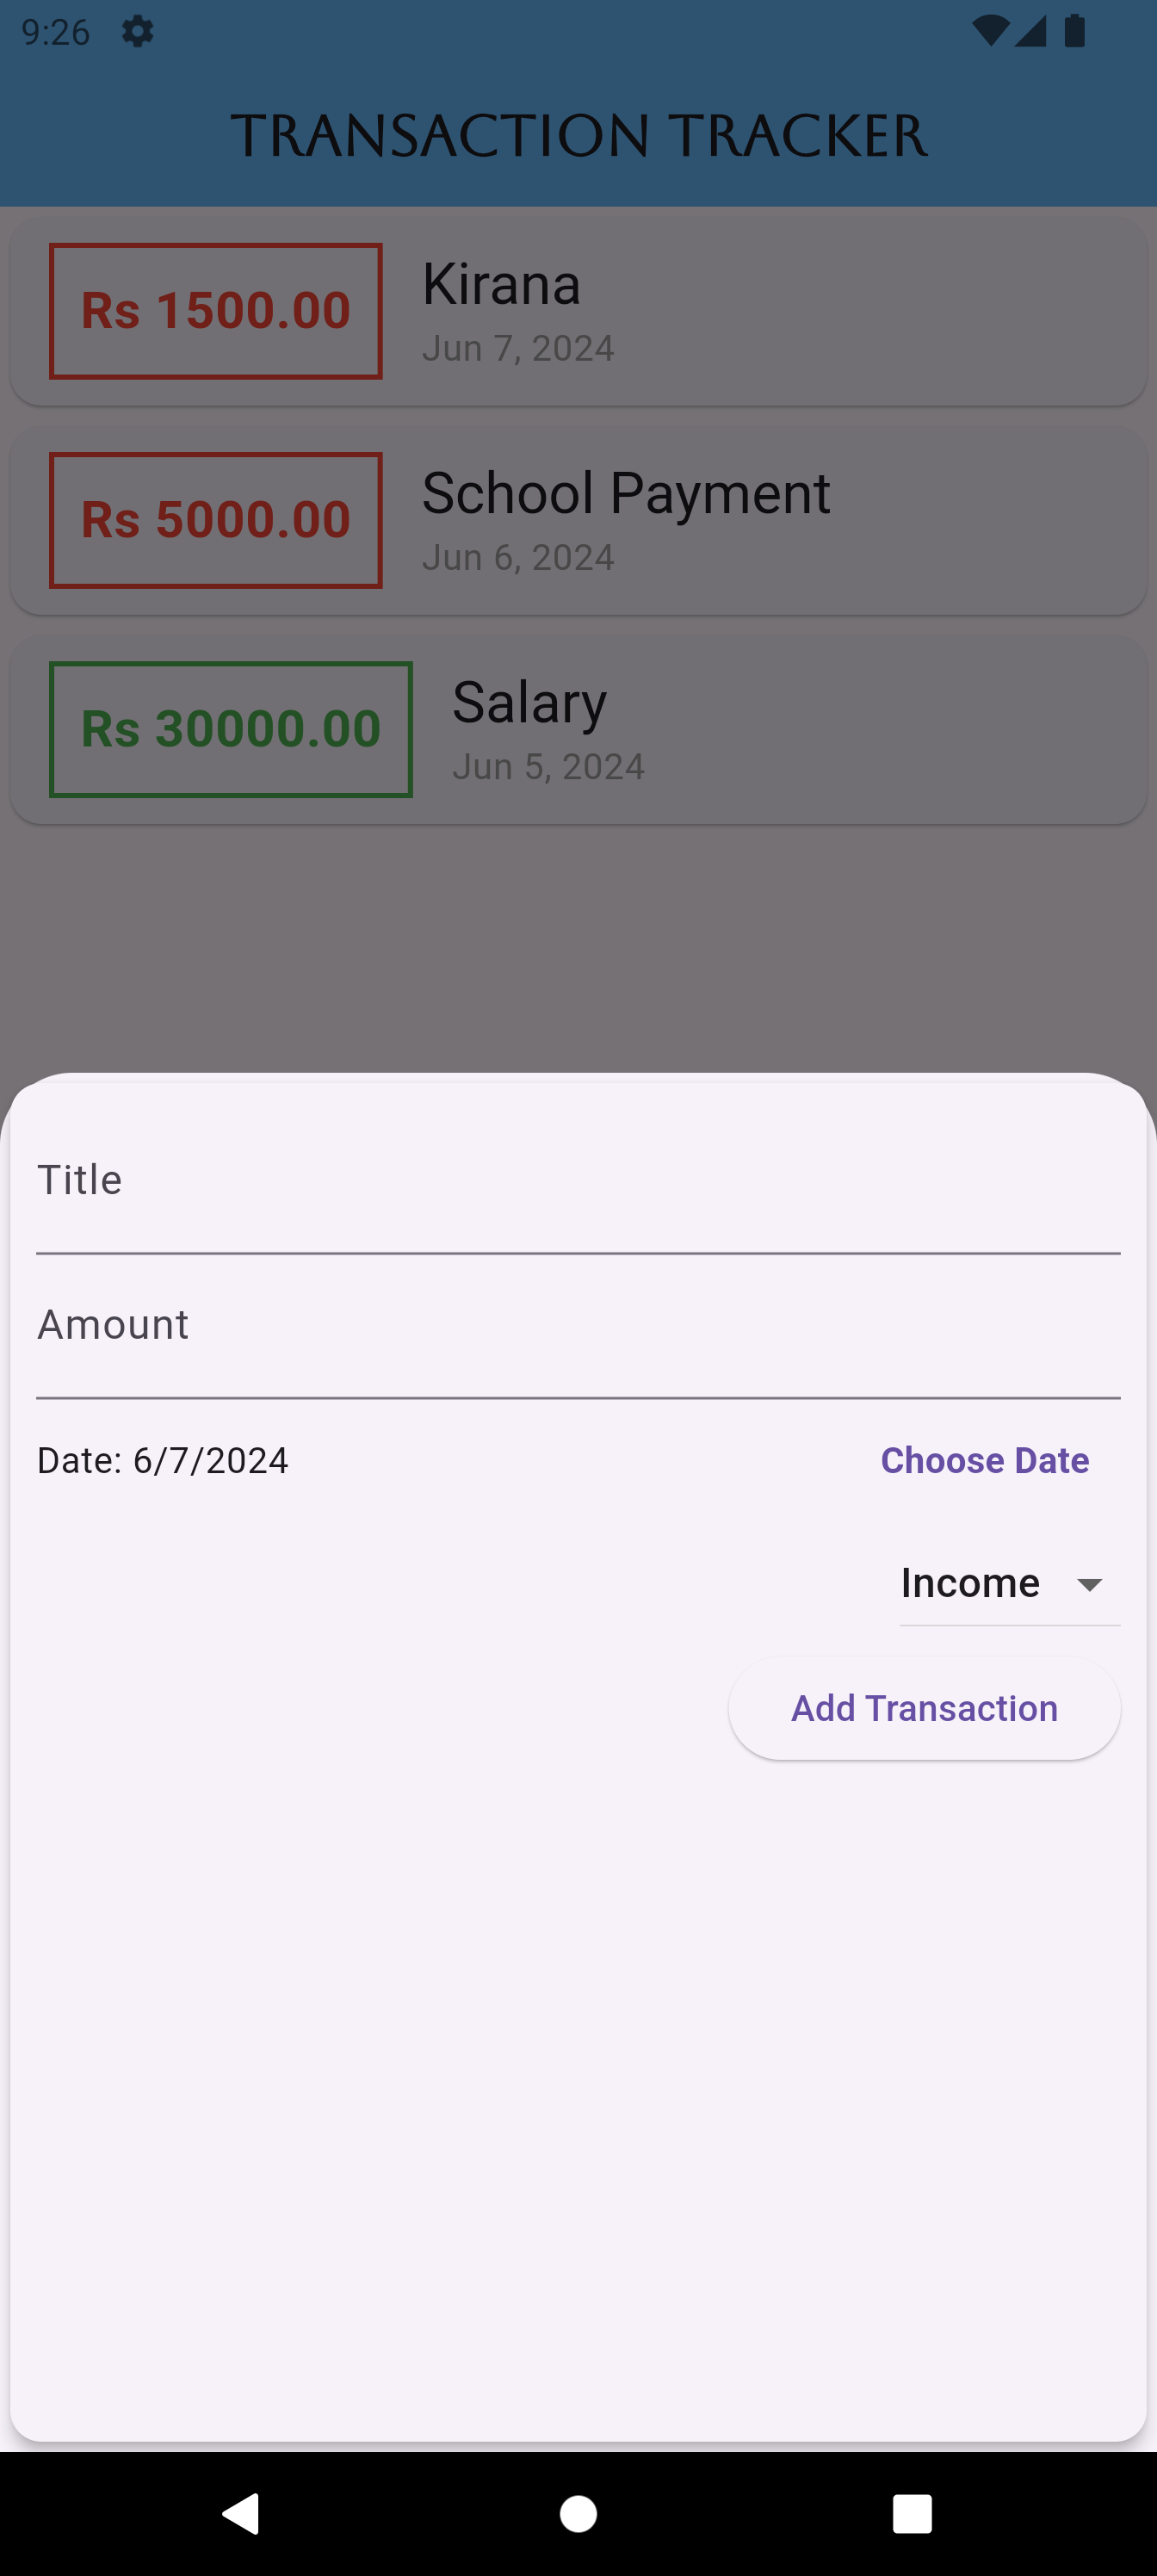 9:26
TRANSACTION TRACKER
Rs 1500.00
Kirana
Jun 7, 2024
Rs 5000.00
School Payment
Jun 6, 2024
Rs 30000.00
Salary
Jun 5, 2024
Title
Amount
Date: 6/7/2024
Choose Date
Income
Add Transaction